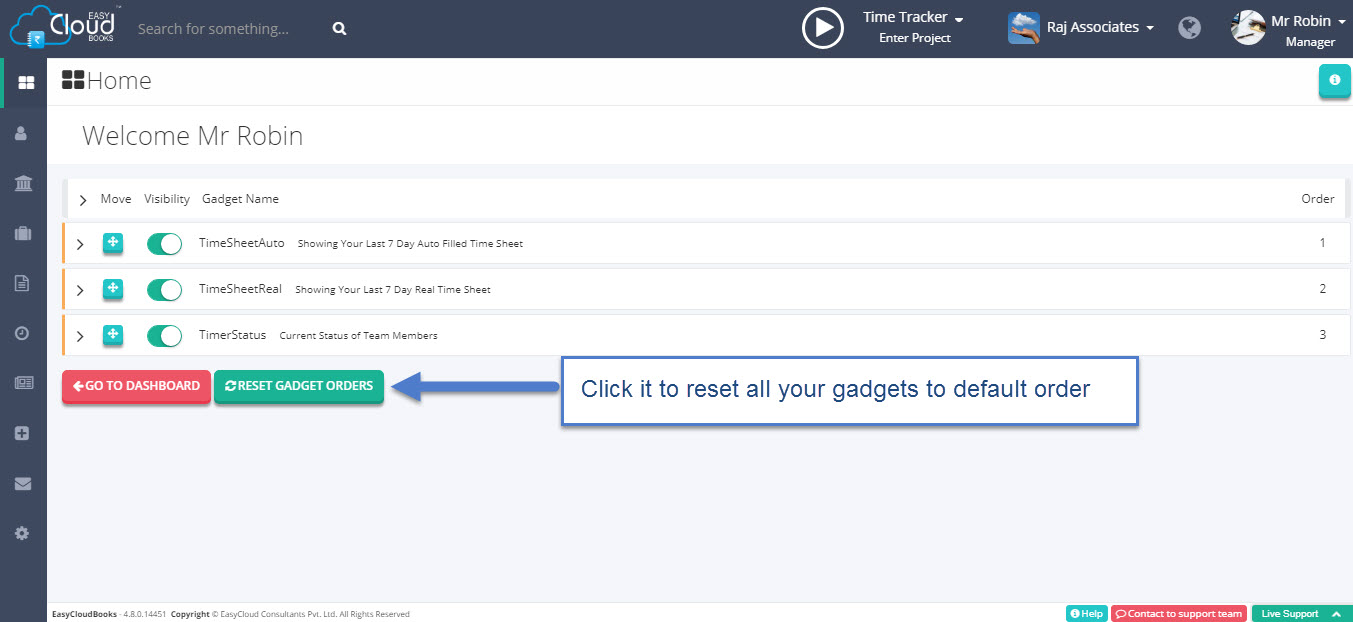 EASY
Cloud
BOOKS
Search for something...
Time Tracker
Enter Project
Raj Associates
Mr Robin
Manager
Home
Welcome Mr Robin
Move Visibility Gadget Name Order
TimeSheetAuto Showing Your Last 7 Day Auto Filled Time Sheet 1
TimeSheetReal Showing Your Last 7 Day Real Time Sheet 2
TimerStatus Current Status of Team Members 3
GO TO DASHBOARD RESET GADGET ORDERS
Click it to reset all your gadgets to default order
EasyCloudBooks - 4.8.0.14451 Copyright © EasyCloud Consultants Pvt. Ltd. All Rights Reserved
Help Contact to support team Live Support